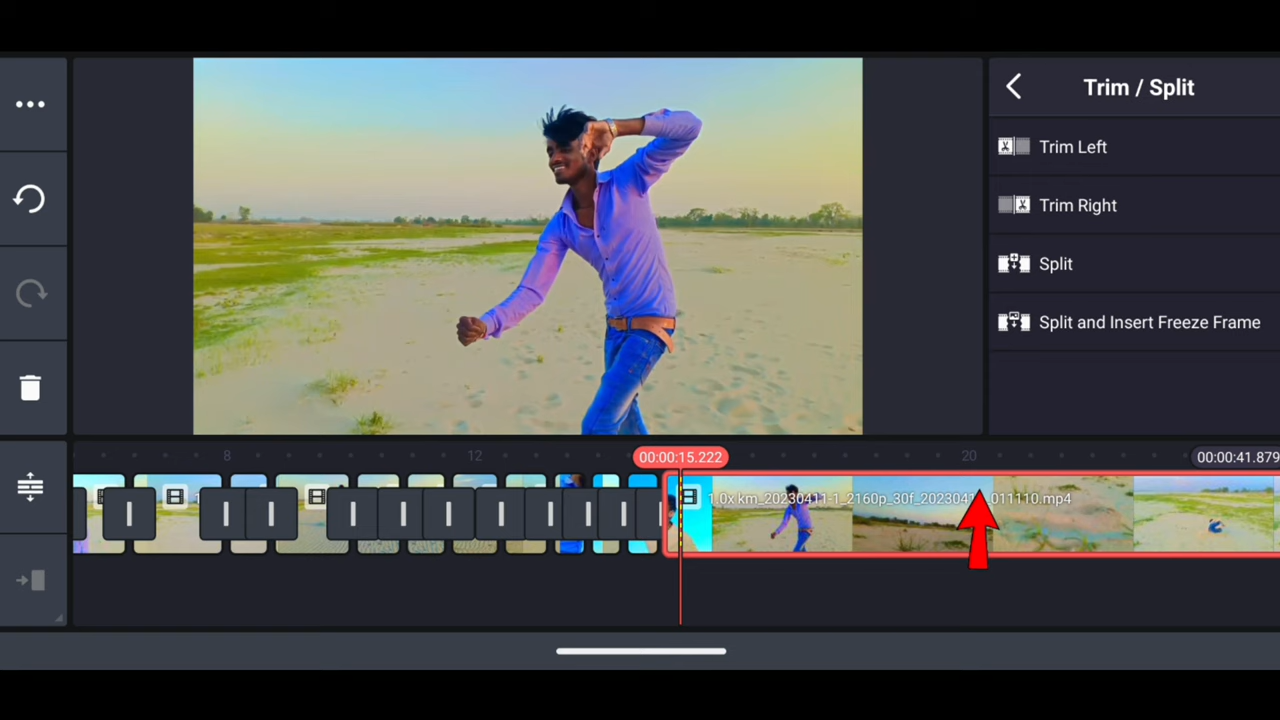 Trim / Split
Trim Left
Trim Right
Split
Split and Insert Freeze Frame
8
12
00:00:15.222
20
00:00:41.879